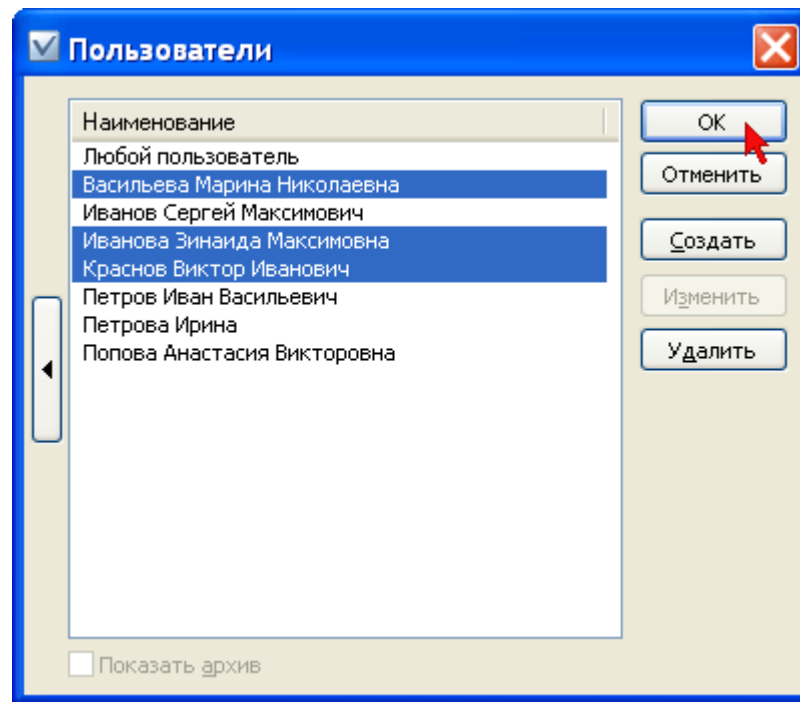 Пользователи
Наименование
Любой пользователь
Васильева Марина Николаевна
Иванов Сергей Максимович
Иванова Зинаида Максимовна
Краснов Виктор Иванович
Петров Иван Васильевич
Петрова Ирина
Попова Анастасия Викторовна
OK
Отменить
Создать
Изменить
Удалить
Показать архив